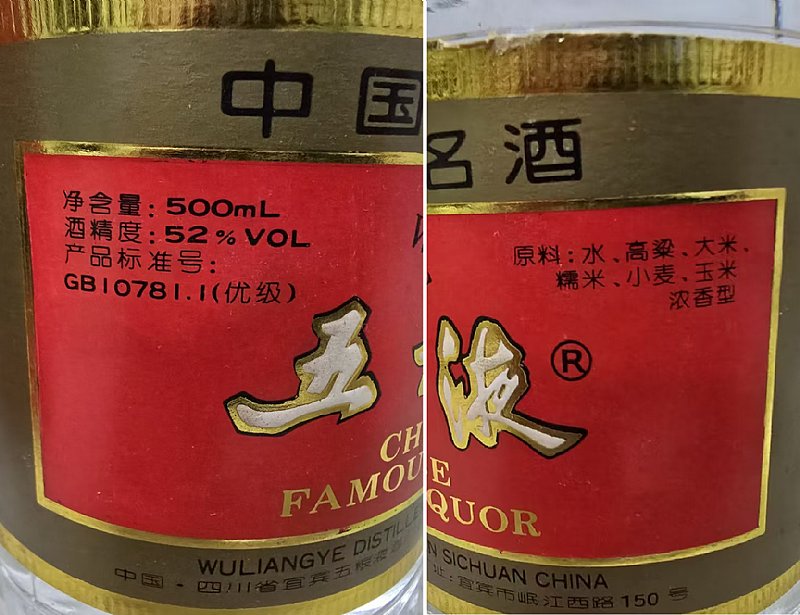 中国
净含量: 500mL
酒精度: 52%VOL
产品标准号:
GB10781.1(优级)
五
CH
FAMOU
WULIANGYE DISTILLE
中国·四川省宜宾五粮液
名酒
原料: 水、高粱、大米、
糯米、小麦、玉米
浓香型
液®
E
QUOR
N SICHUAN CHINA
址: 宜宾市岷江西路150号